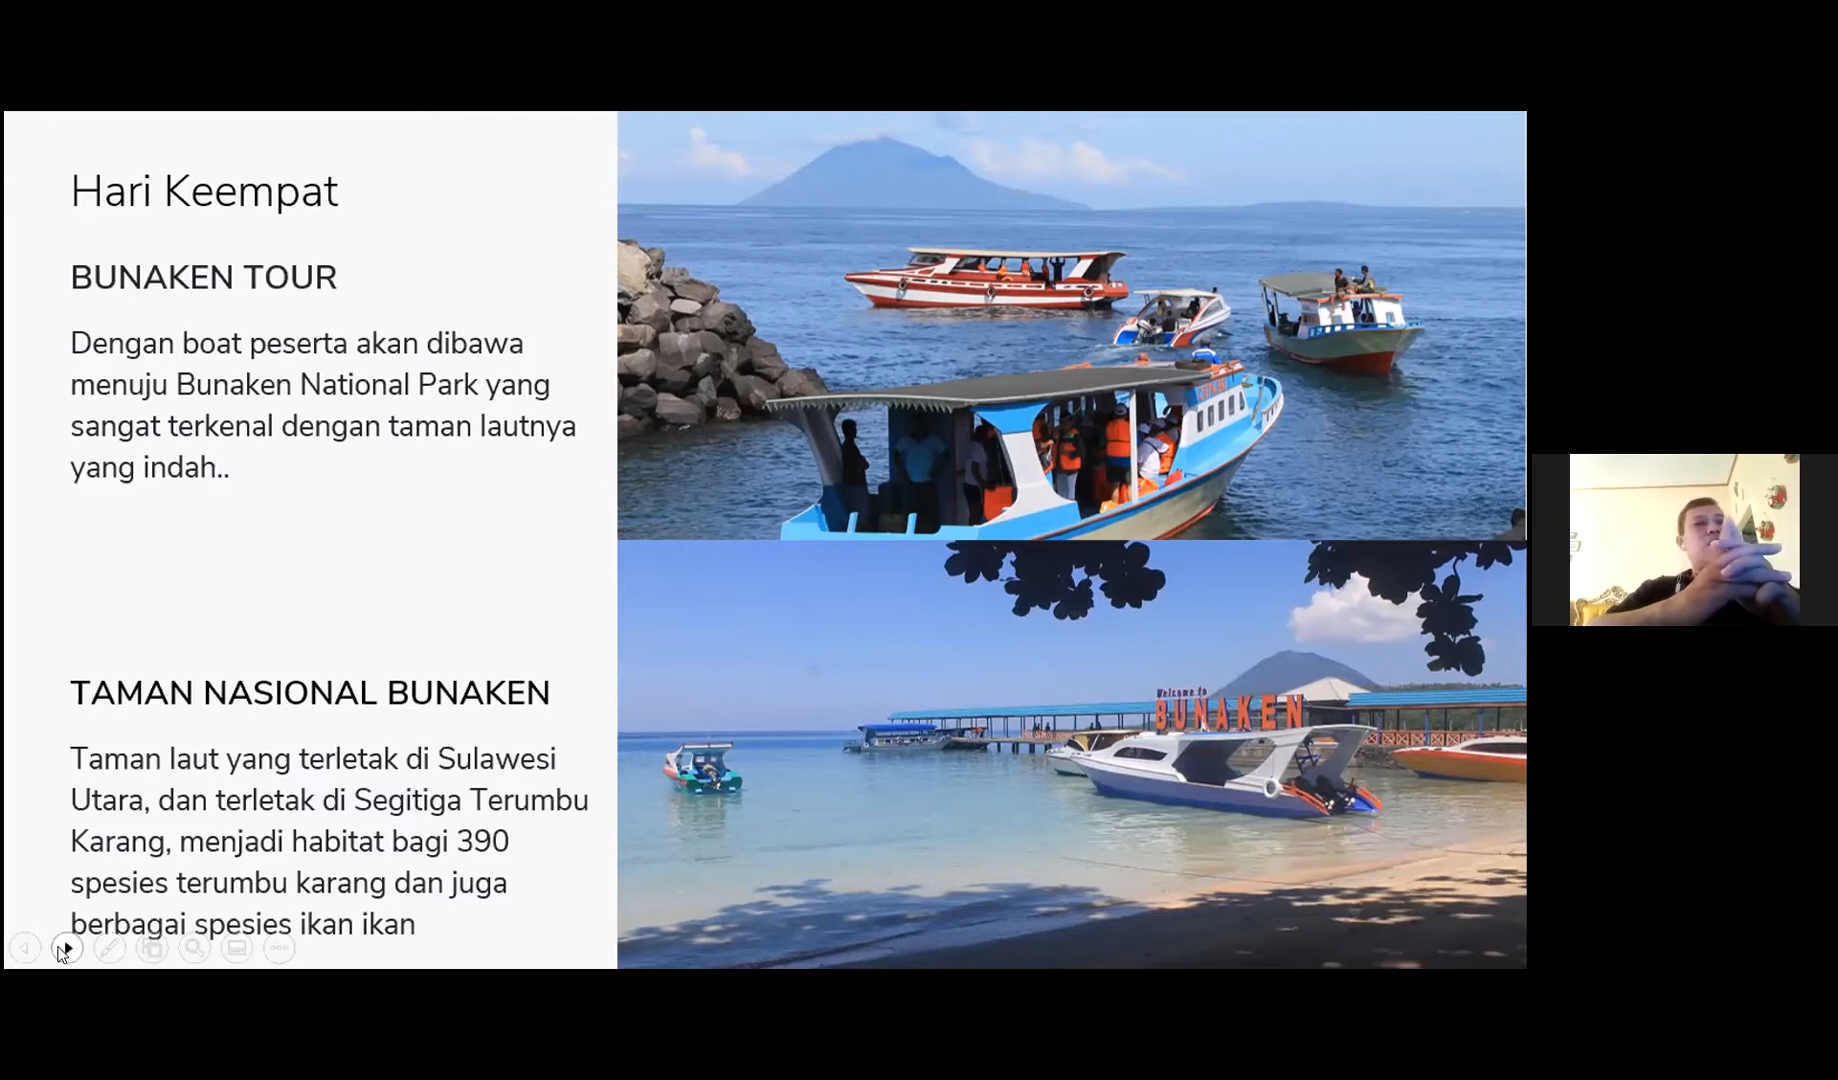 Hari Keempat
BUNAKEN TOUR
Dengan boat peserta akan dibawa
menuju Bunaken National Park yang
sangat terkenal dengan taman lautnya
yang indah..
TAMAN NASIONAL BUNAKEN
Taman laut yang terletak di Sulawesi
Utara, dan terletak di Segitiga Terumbu
Karang, menjadi habitat bagi 390
spesies terumbu karang dan juga
berbagai spesies ikan ikan
Welcome to
BUNAKEN